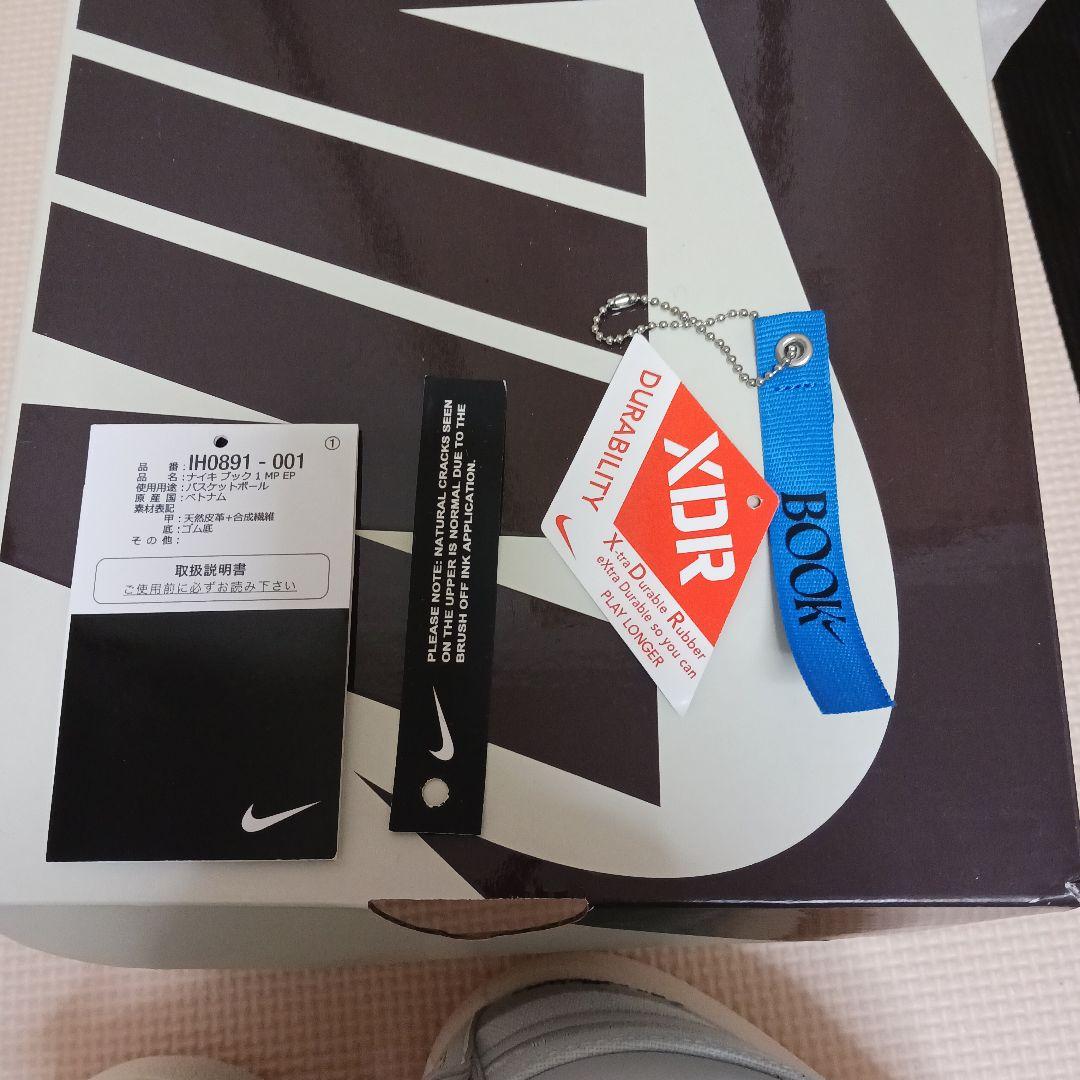 ①
品 番 : IH0891 - 001
品 名 : ナイキ ブック 1 MP EP
使用用途 : バスケットボール
原 産 国 : ベトナム
素材表記
甲 : 天然皮革+合成繊維
底 : ゴム底
そ の 他 :
取扱説明書
ご使用前に必ずお読み下さい
PLEASE NOTE: NATURAL CRACKS SEEN
ON THE UPPER IS NORMAL DUE TO THE
BRUSH OFF INK APPLICATION.
DURABILITY
XDR
X-tra Durable Rubber
eXtra Durable so you can
PLAY LONGER
BOOK